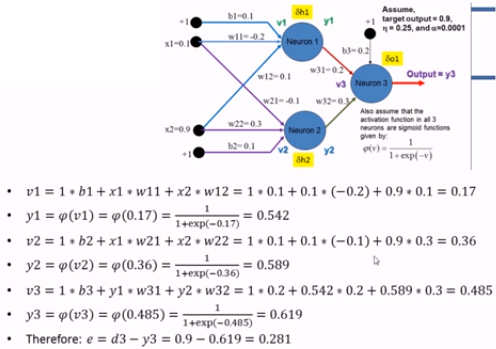 b1=0.1
δh1
Assume,
target output = 0.9,
η = 0.25, and α=0.0001
+1
v1
y1
w11= -0.2
x1=0.1
Neuron 1
+1
b3= 0.2
δo1
w31= 0.2
w12= 0.1
v3
Neuron 3
Output = y3
w21=-0.1
w32= 0.3
x2=0.9
w22= 0.3
Neuron 2
+1
b2= 0.1
v2
y2
δh2
Also assume that the
activation function in all 3
neurons are sigmoid functions
given by:
φ(v) = 1 / 1+exp(−v)
• v1 = 1 * b1 + x1 * w11 + x2 * w12 = 1 * 0.1 + 0.1 * (−0.2) + 0.9 * 0.1 = 0.17
• y1 = φ(v1) = φ(0.17) = 1 / 1+exp(−0.17) = 0.542
• v2 = 1 * b2 + x1 * w21 + x2 * w22 = 1 * 0.1 + 0.1 * (−0.1) + 0.9 * 0.3 = 0.36
• y2 = φ(v2) = φ(0.36) = 1 / 1+exp(−0.36) = 0.589
• v3 = 1 * b3 + y1 * w31 + y2 * w32 = 1 * 0.2 + 0.542 * 0.2 + 0.589 * 0.3 = 0.485
• y3 = φ(v3) = φ(0.485) = 1 / 1+exp(−0.485) = 0.619
• Therefore: e = d3 − y3 = 0.9 − 0.619 = 0.281